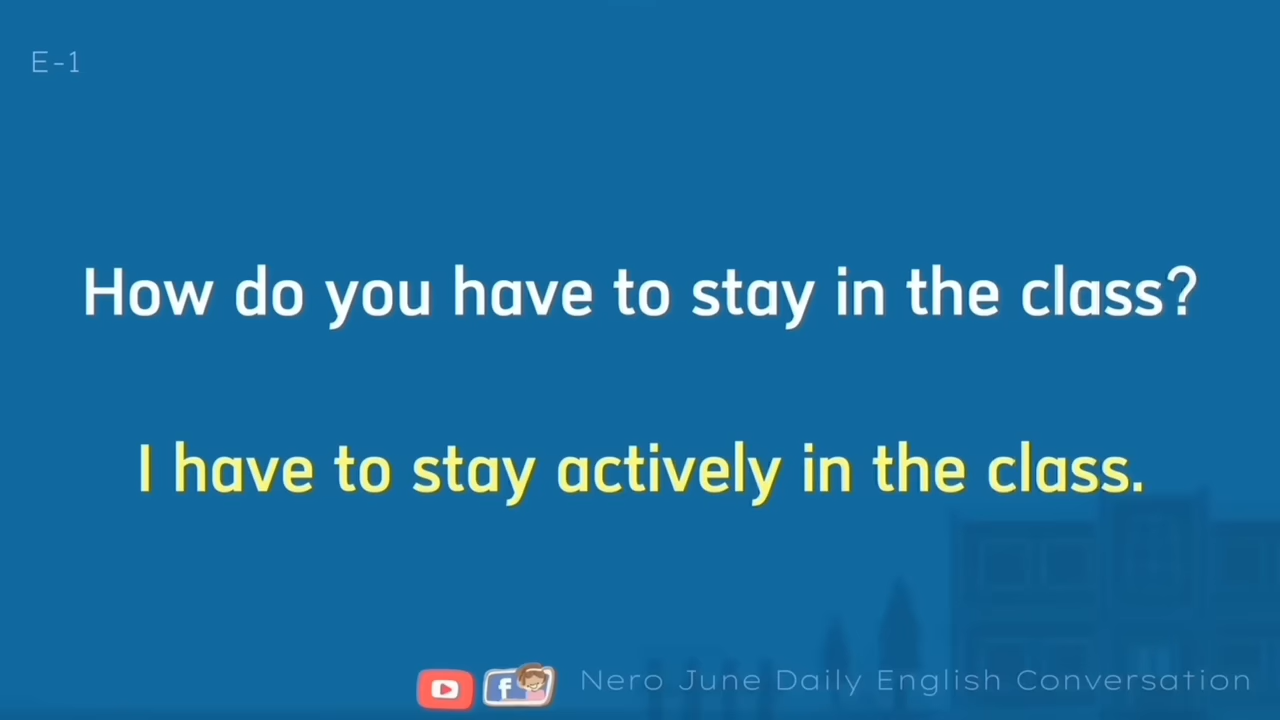 E-1
How do you have to stay in the class?
I have to stay actively in the class.
f Nero June Daily English Conversation